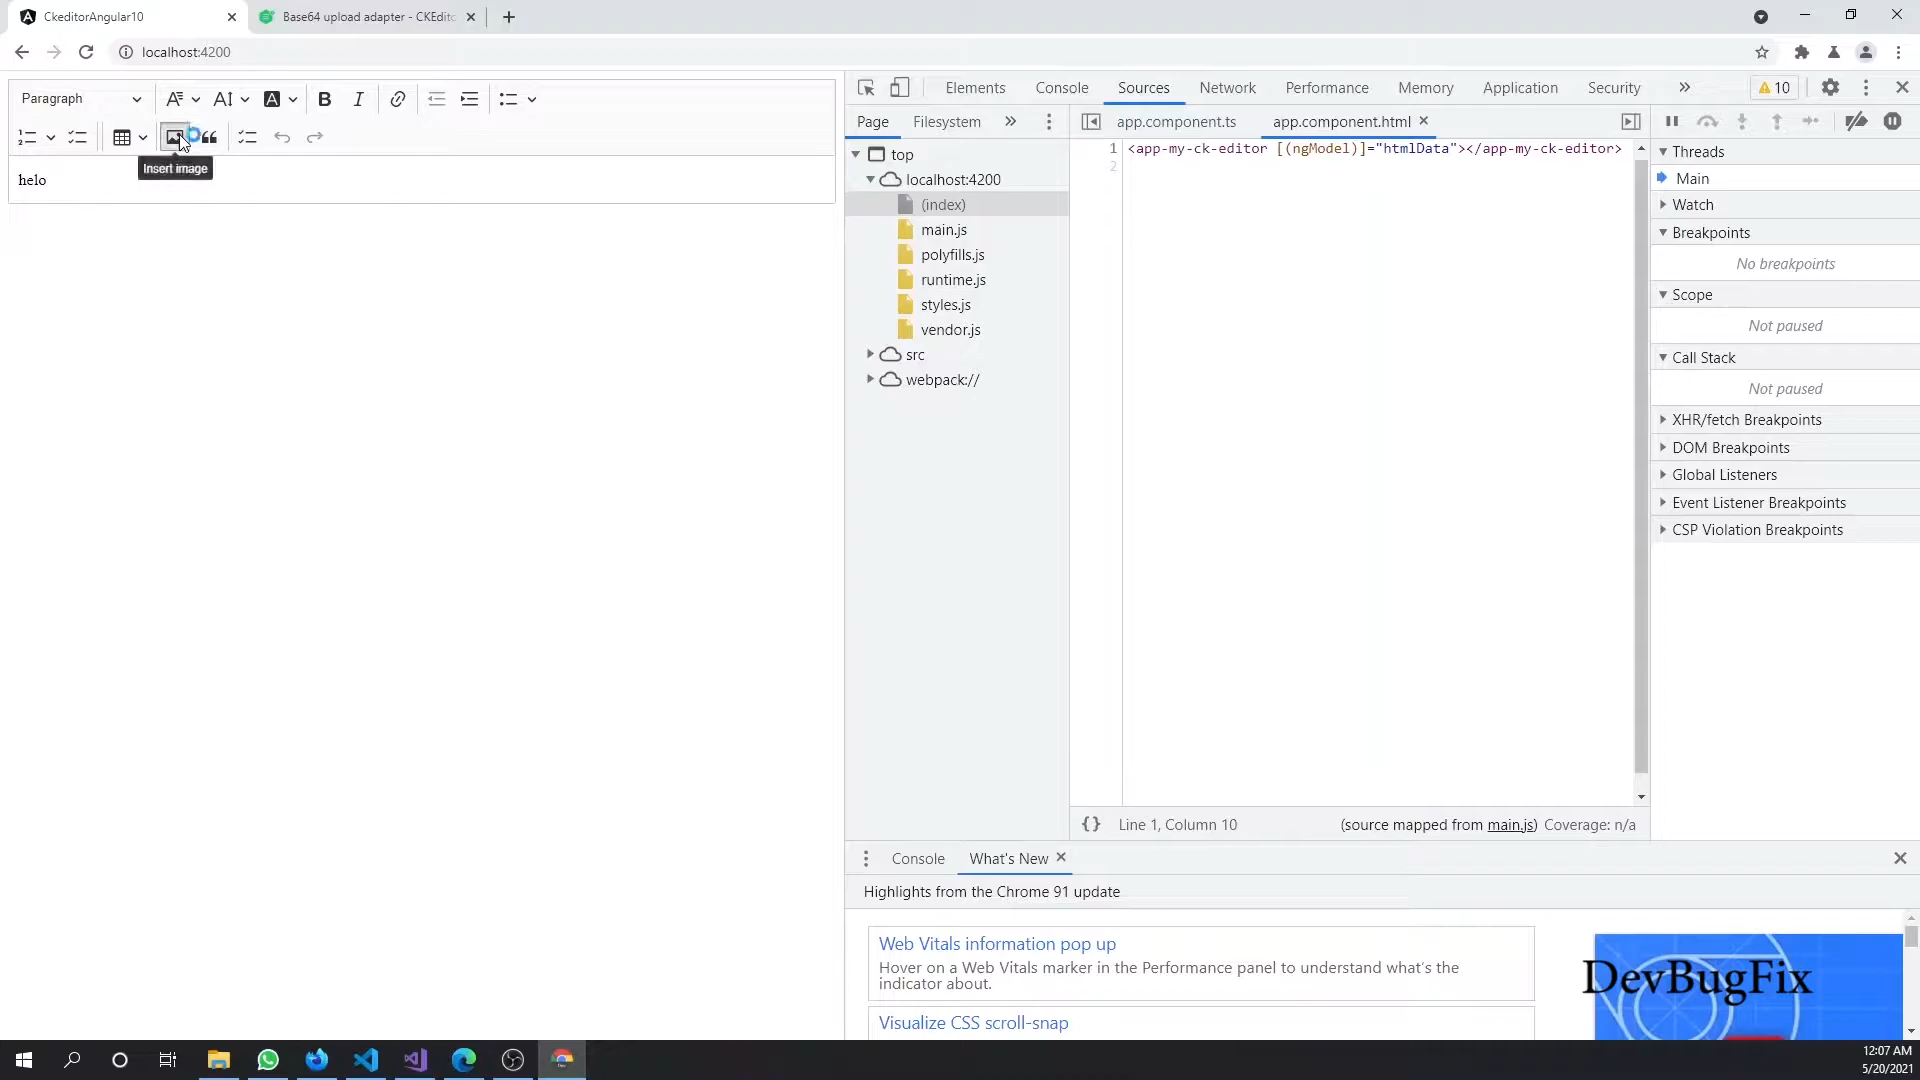 CkeditorAngular10
Base64 upload adapter - CKEdito
localhost:4200
Paragraph
Insert image
helo
Elements
Console
Sources
Network
Performance
Memory
Application
Security
10
Page
Filesystem
app.component.ts
app.component.html
top
localhost:4200
(index)
main.js
polyfills.js
runtime.js
styles.js
vendor.js
src
webpack://
1 <app-my-ck-editor [(ngModel)]="htmlData"></app-my-ck-editor>
2
Line 1, Column 10
(source mapped from main.js)
Coverage: n/a
Threads
Main
Watch
Breakpoints
No breakpoints
Scope
Not paused
Call Stack
Not paused
XHR/fetch Breakpoints
DOM Breakpoints
Global Listeners
Event Listener Breakpoints
CSP Violation Breakpoints
Console
What's New
Highlights from the Chrome 91 update
Web Vitals information pop up
Hover on a Web Vitals marker in the Performance panel to understand what's the
indicator about.
Visualize CSS scroll-snap
DevBugFix
12:07 AM
5/20/2021